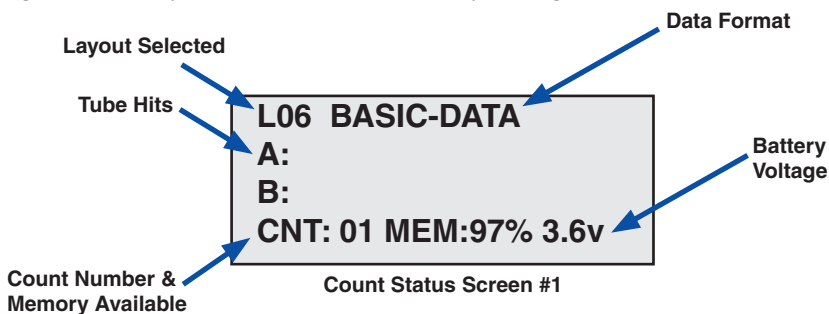 Data Format
Layout Selected
Tube Hits
L06 BASIC-DATA
A:
B:
CNT: 01 MEM:97% 3.6v
Battery
Voltage
Count Number &
Memory Available
Count Status Screen #1